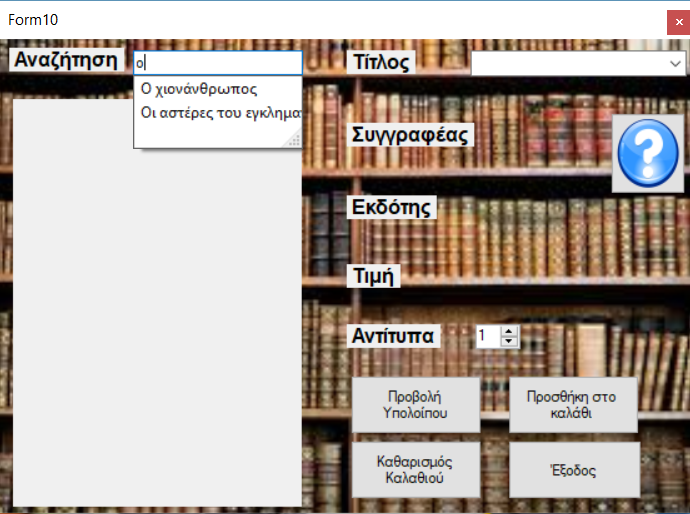 Form10
Αναζήτηση
ο
Ο χιονάνθρωπος
Οι αστέρες του εγκλημα
Τίτλος
Συγγραφέας
?
Εκδότης
Τιμή
Αντίτυπα
1
Προβολή
Υπολοίπου
Προσθήκη στο
καλάθι
Καθαρισμός
Καλαθιού
Έξοδος